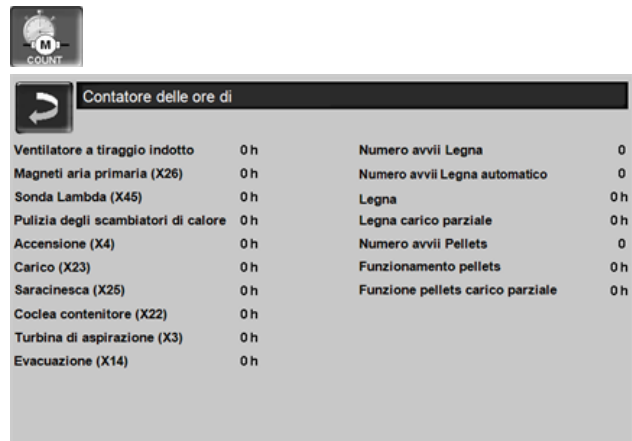 M
COUNT
Contatore delle ore di
Ventilatore a tiraggio indotto 0 h
Magneti aria primaria (X26) 0 h
Sonda Lambda (X45) 0 h
Pulizia degli scambiatori di calore 0 h
Accensione (X4) 0 h
Carico (X23) 0 h
Saracinesca (X25) 0 h
Coclea contenitore (X22) 0 h
Turbina di aspirazione (X3) 0 h
Evacuazione (X14) 0 h
Numero avvii Legna 0
Numero avvii Legna automatico 0
Legna 0 h
Legna carico parziale 0 h
Numero avvii Pellets 0
Funzionamento pellets 0 h
Funzione pellets carico parziale 0 h